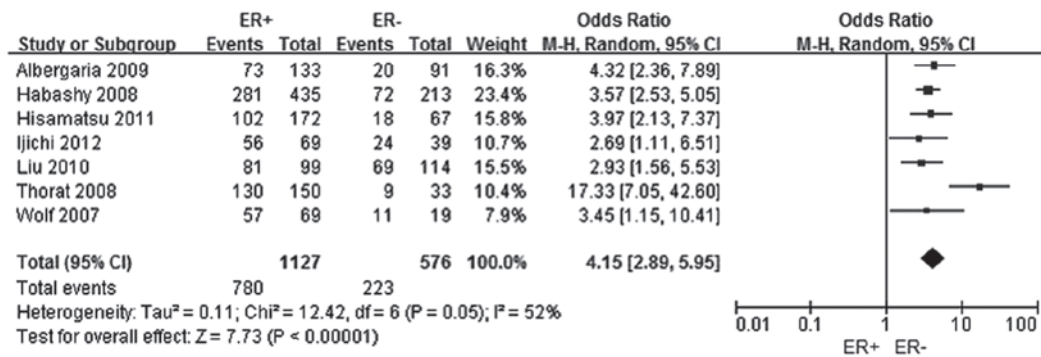 ER+ ER- Odds Ratio Odds Ratio
Study or Subgroup Events Total Events Total Weight M-H, Random, 95% CI M-H, Random, 95% CI
Albergaria 2009 73 133 20 91 16.3% 4.32 [2.36, 7.89]
Habashy 2008 281 435 72 213 23.4% 3.57 [2.53, 5.05]
Hisamatsu 2011 102 172 18 67 15.8% 3.97 [2.13, 7.37]
Ijichi 2012 56 69 24 39 10.7% 2.69 [1.11, 6.51]
Liu 2010 81 99 69 114 15.5% 2.93 [1.56, 5.53]
Thorat 2008 130 150 9 33 10.4% 17.33 [7.05, 42.60]
Wolf 2007 57 69 11 19 7.9% 3.45 [1.15, 10.41]
Total (95% CI) 1127 576 100.0% 4.15 [2.89, 5.95]
Total events 780 223
Heterogeneity: Tau² = 0.11; Chi² = 12.42, df = 6 (P = 0.05); I² = 52%
Test for overall effect: Z = 7.73 (P < 0.00001)
0.01 0.1 1 10 100
ER+ ER-